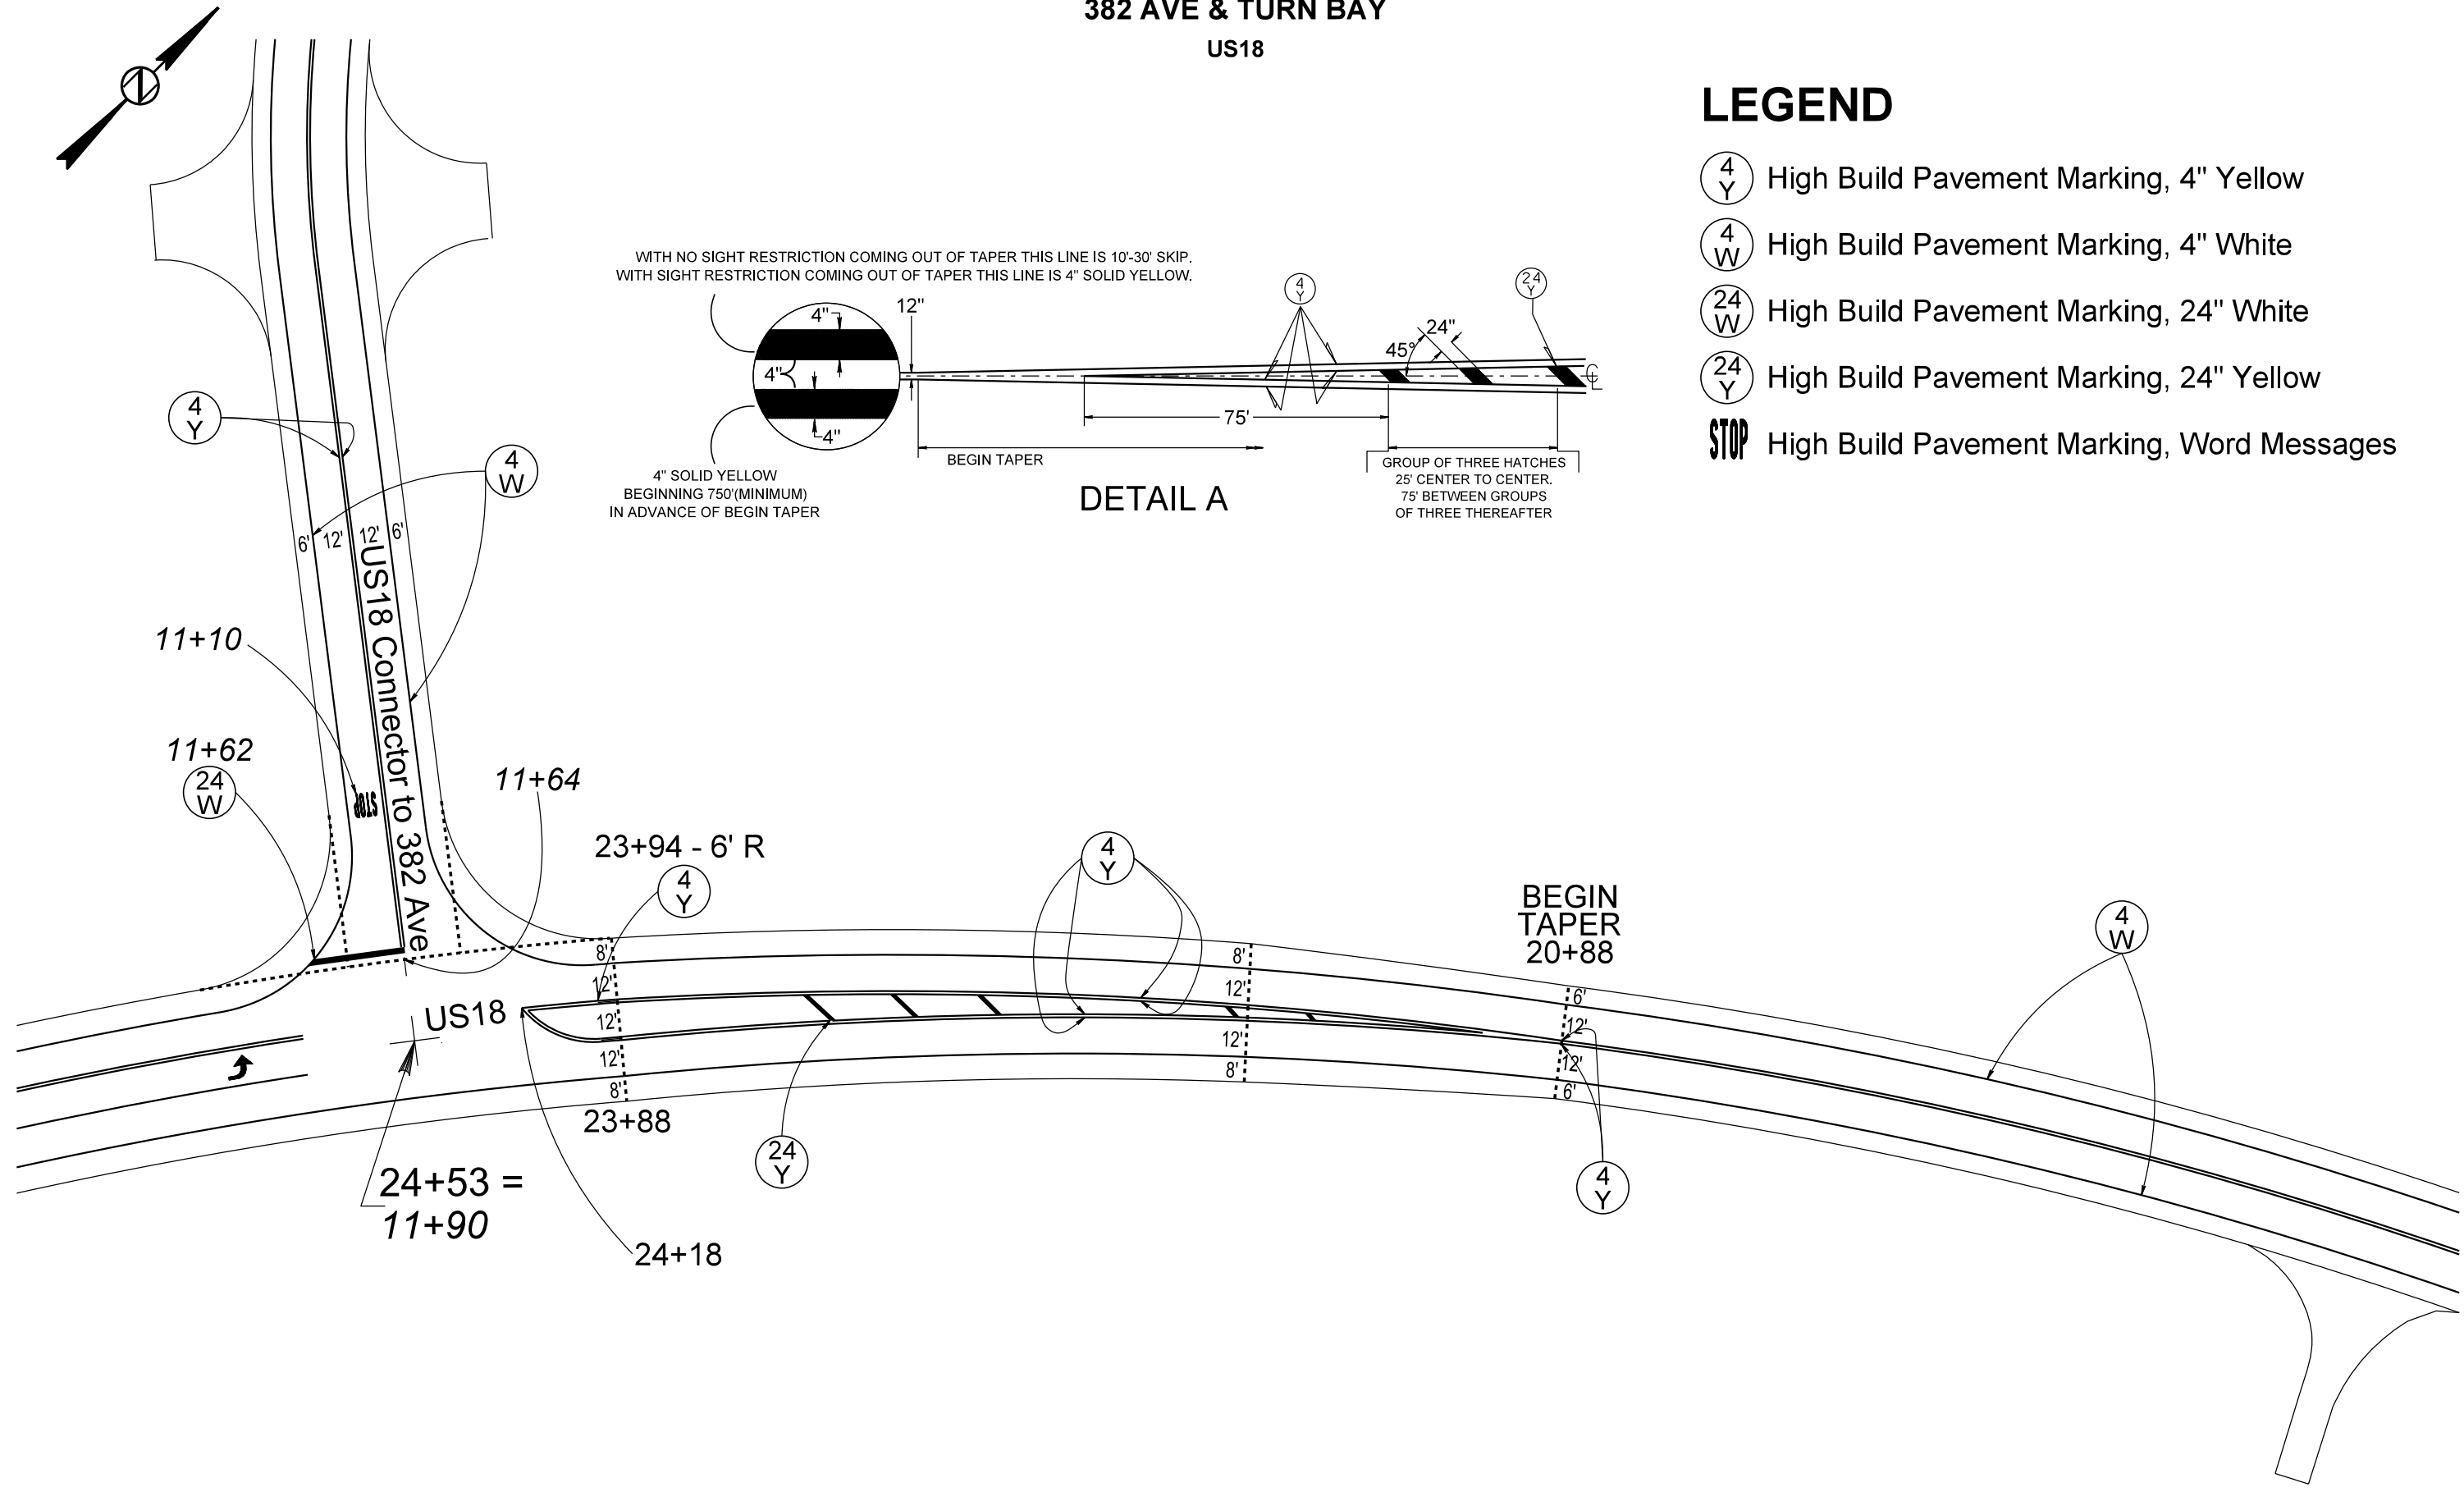 382 AVE & TURN BAY
US18
LEGEND
4
Y
High Build Pavement Marking, 4" Yellow
4
W
High Build Pavement Marking, 4" White
24
W
High Build Pavement Marking, 24" White
24
Y
High Build Pavement Marking, 24" Yellow
STOP
High Build Pavement Marking, Word Messages
WITH NO SIGHT RESTRICTION COMING OUT OF TAPER THIS LINE IS 10'-30' SKIP.
WITH SIGHT RESTRICTION COMING OUT OF TAPER THIS LINE IS 4" SOLID YELLOW.
4"
4"
4"
12"
4
Y
24
Y
45°
24"
75'
BEGIN TAPER
4" SOLID YELLOW
BEGINNING 750'(MINIMUM)
IN ADVANCE OF BEGIN TAPER
GROUP OF THREE HATCHES
25' CENTER TO CENTER.
75' BETWEEN GROUPS
OF THREE THEREAFTER
DETAIL A
4
Y
4
W
6'
12'
12'
6'
US18 Connector to 382 Ave
11+10
11+62
24
W
STOP
11+64
23+94 - 6' R
4
Y
4
Y
BEGIN
TAPER
20+88
4
W
8'
12'
12'
12'
8'
23+88
8'
12'
12'
8'
6'
12'
12'
6'
US18
24
Y
4
Y
24+53 =
11+90
24+18